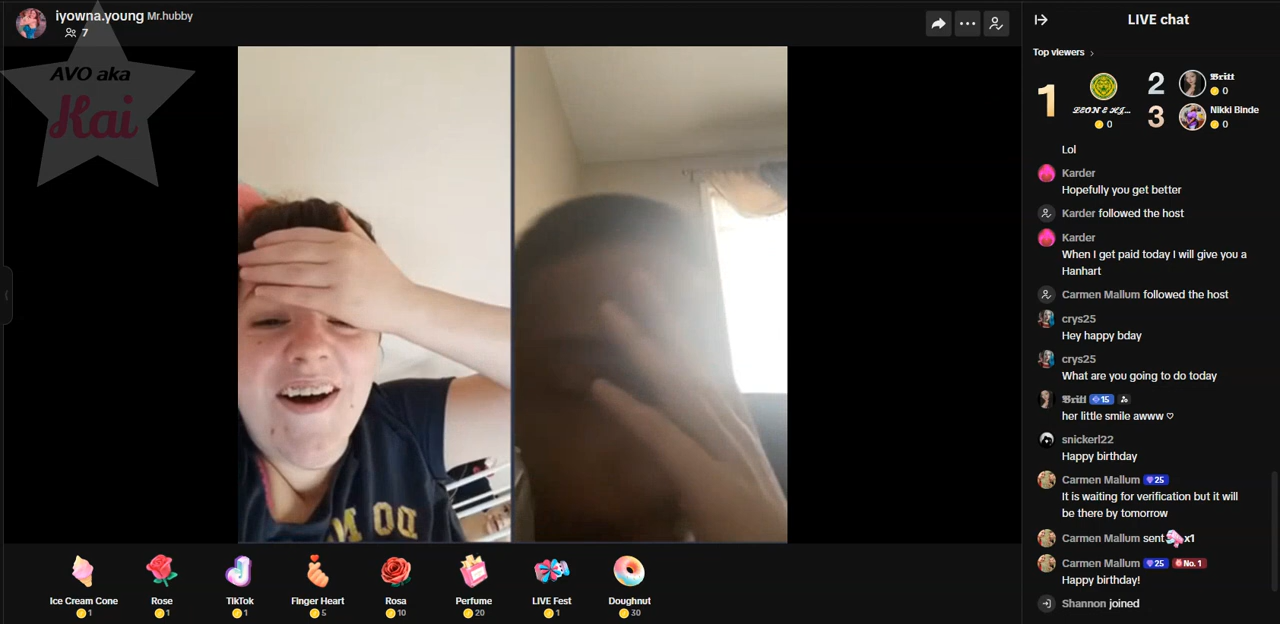 iyowna.young Mr.hubby
7
AVO aka
Kai
LIVE chat
Top viewers
1
0
2
Britt
0
3
Nikki Binde
0
Lol
Karder
Hopefully you get better
Karder followed the host
Karder
When I get paid today I will give you a
Hanhart
Carmen Mallum followed the host
crys25
Hey happy bday
crys25
What are you going to do today
Britt 15
her little smile awww ♡
snickerl22
Happy birthday
Carmen Mallum 25
It is waiting for verification but it will
be there by tomorrow
Carmen Mallum sent x1
Carmen Mallum 25 No. 1
Happy birthday!
Shannon joined
Ice Cream Cone
1
Rose
1
TikTok
1
Finger Heart
5
Rosa
10
Perfume
20
LIVE Fest
1
Doughnut
30